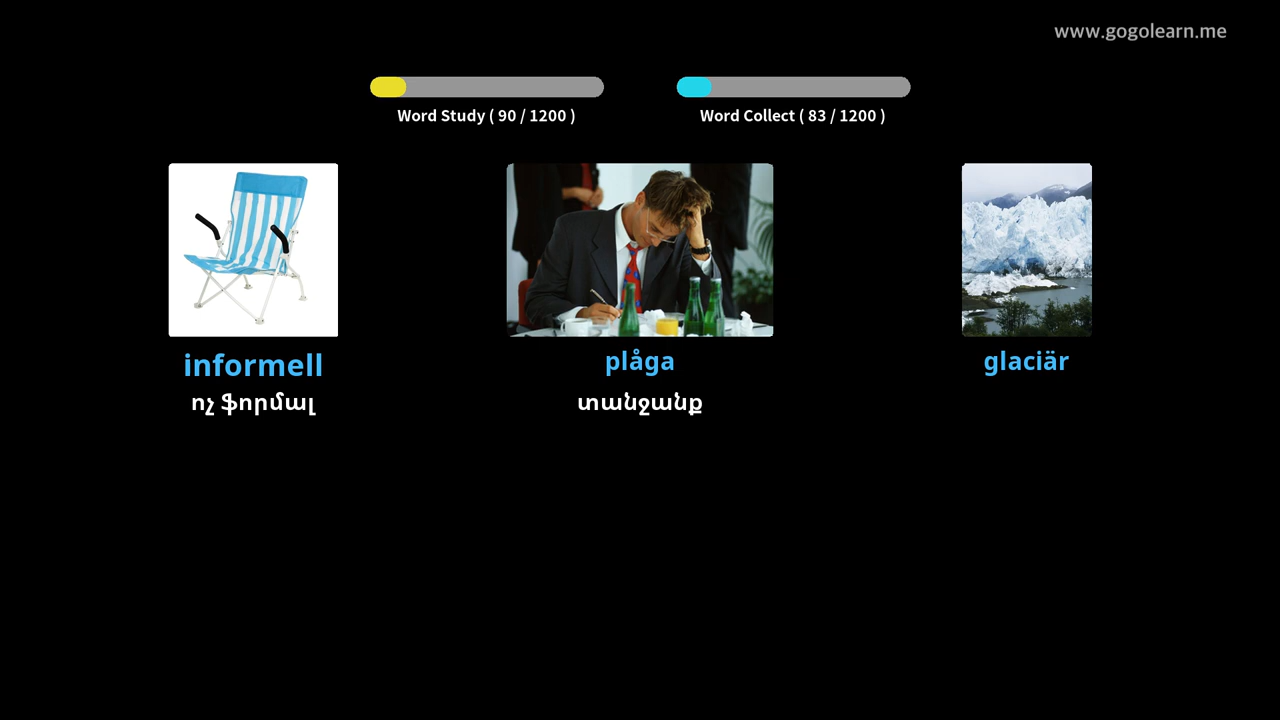 www.gogolearn.me
Word Study ( 90 / 1200 )
Word Collect ( 83 / 1200 )
informell
ոչ ֆորմալ
plåga
տանջանք
glaciär